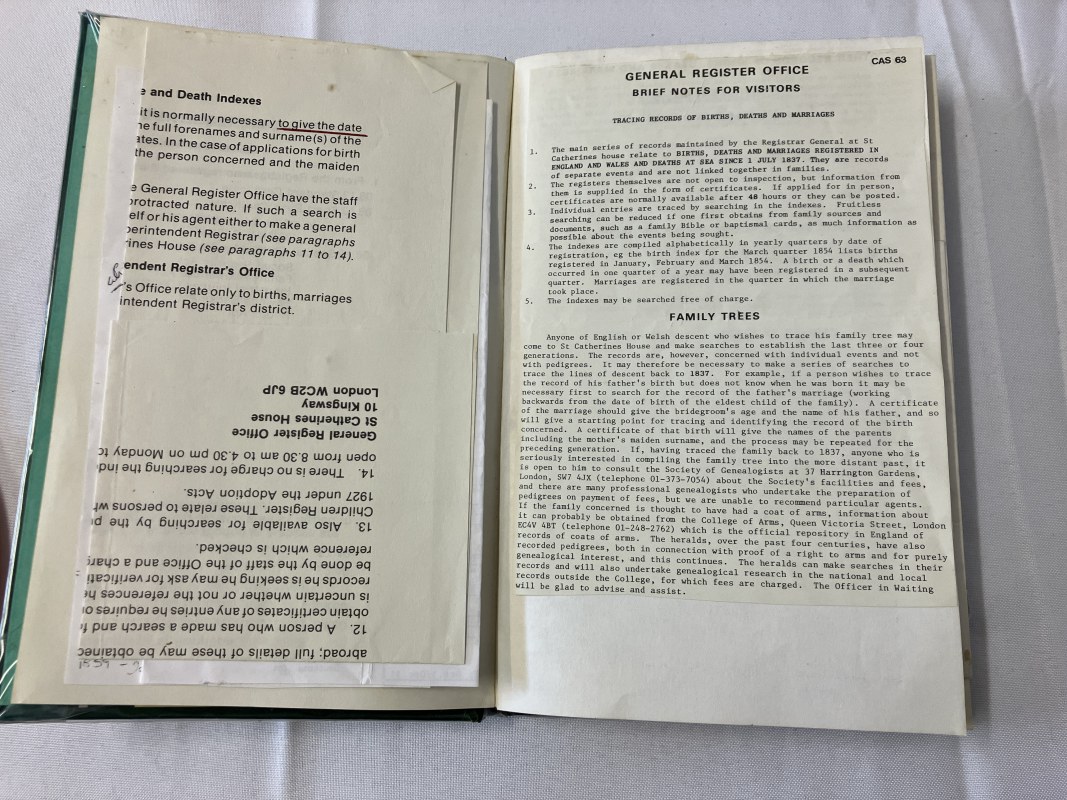 e and Death Indexes
it is normally necessary to give the date
he full forenames and surname(s) of the
ates. In the case of applications for birth
the person concerned and the maiden
e General Register Office have the staff
protracted nature. If such a search is
elf or his agent either to make a general
perintendent Registrar (see paragraphs
rines House (see paragraphs 11 to 14).
endent Registrar's Office
's Office relate only to births, marriages
intendent Registrar's district.
abroad; full details of these may be obtained
12. A person who has made a search and f
obtain certificates of any entries he requires or
is uncertain whether or not the references he
records he is seeking he may ask for verificati
be done by the staff of the Office and a charg
reference which is checked.
13. Also available for searching by the pu
Children Register. These relate to persons wh
1927 under the Adoption Acts.
14. There is no charge for searching the ind
open from 8.30 am to 4.30 pm on Monday to
General Register Office
St Catherines House
10 Kingsway
London WC2B 6JP
CAS 63
GENERAL REGISTER OFFICE
BRIEF NOTES FOR VISITORS
TRACING RECORDS OF BIRTHS, DEATHS AND MARRIAGES
1. The main series of records maintained by the Registrar General at St
Catherines house relate to BIRTHS, DEATHS AND MARRIAGES REGISTERED IN
ENGLAND AND WALES AND DEATHS AT SEA SINCE 1 JULY 1837. They are records
of separate events and are not linked together in families.
2. The registers themselves are not open to inspection, but information from
them is supplied in the form of certificates. If applied for in person,
certificates are normally available after 48 hours or they can be posted.
3. Individual entries are traced by searching in the indexes. Fruitless
searching can be reduced if one first obtains from family sources and
documents, such as a family Bible or baptismal cards, as much information as
possible about the events being sought.
4. The indexes are compiled alphabetically in yearly quarters by date of
registration, eg the birth index for the March quarter 1854 lists births
registered in January, February and March 1854. A birth or a death which
occurred in one quarter of a year may have been registered in a subsequent
quarter. Marriages are registered in the quarter in which the marriage
took place.
5. The indexes may be searched free of charge.
FAMILY TREES
Anyone of English or Welsh descent who wishes to trace his family tree may
come to St Catherines House and make searches to establish the last three or four
generations. The records are, however, concerned with individual events and not
with pedigrees. It may therefore be necessary to make a series of searches to
trace the lines of descent back to 1837. For example, if a person wishes to trace
the record of his father's birth but does not know when he was born it may be
necessary first to search for the record of the father's marriage (working
backwards from the date of birth of the eldest child of the family). A certificate
of the marriage should give the bridegroom's age and the name of his father, and so
will give a starting point for tracing and identifying the record of the birth
concerned. A certificate of that birth will give the names of the parents
including the mother's maiden surname, and the process may be repeated for the
preceding generation. If, having traced the family back to 1837, anyone who is
seriously interested in compiling the family tree into the more distant past, it
is open to him to consult the Society of Genealogists at 37 Harrington Gardens,
London, SW7 4JX (telephone 01-373-7054) about the Society's facilities and fees,
and there are many professional genealogists who undertake the preparation of
pedigrees on payment of fees, but we are unable to recommend particular agents.
If the family concerned is thought to have had a coat of arms, information about
it can probably be obtained from the College of Arms, Queen Victoria Street, London
EC4V 4BT (telephone 01-248-2762) which is the official repository in England of
records of coats of arms. The heralds, over the past four centuries, have also
recorded pedigrees, both in connection with proof of a right to arms and for purely
genealogical interest, and this continues. The heralds can make searches in their
records and will also undertake genealogical research in the national and local
records outside the College, for which fees are charged. The Officer in Waiting
will be glad to advise and assist.